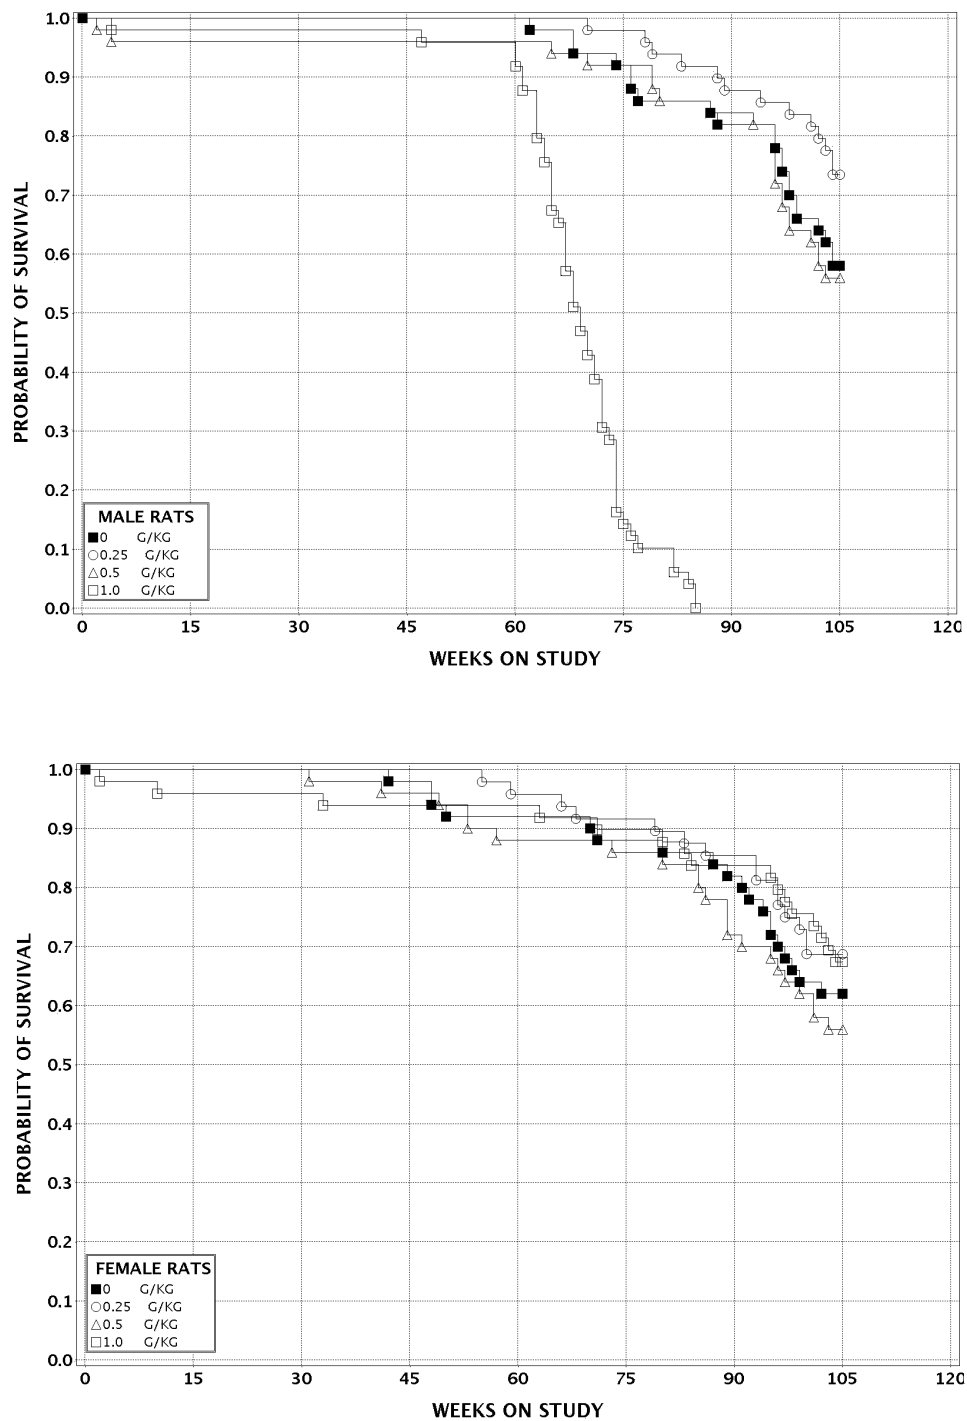 1.0
0.9
0.8
0.7
0.6
0.5
0.4
0.3
0.2
0.1
0.0
PROBABILITY OF SURVIVAL
MALE RATS
0 G/KG
0.25 G/KG
0.5 G/KG
1.0 G/KG
0 15 30 45 60 75 90 105 120
WEEKS ON STUDY
1.0
0.9
0.8
0.7
0.6
0.5
0.4
0.3
0.2
0.1
0.0
PROBABILITY OF SURVIVAL
FEMALE RATS
0 G/KG
0.25 G/KG
0.5 G/KG
1.0 G/KG
0 15 30 45 60 75 90 105 120
WEEKS ON STUDY